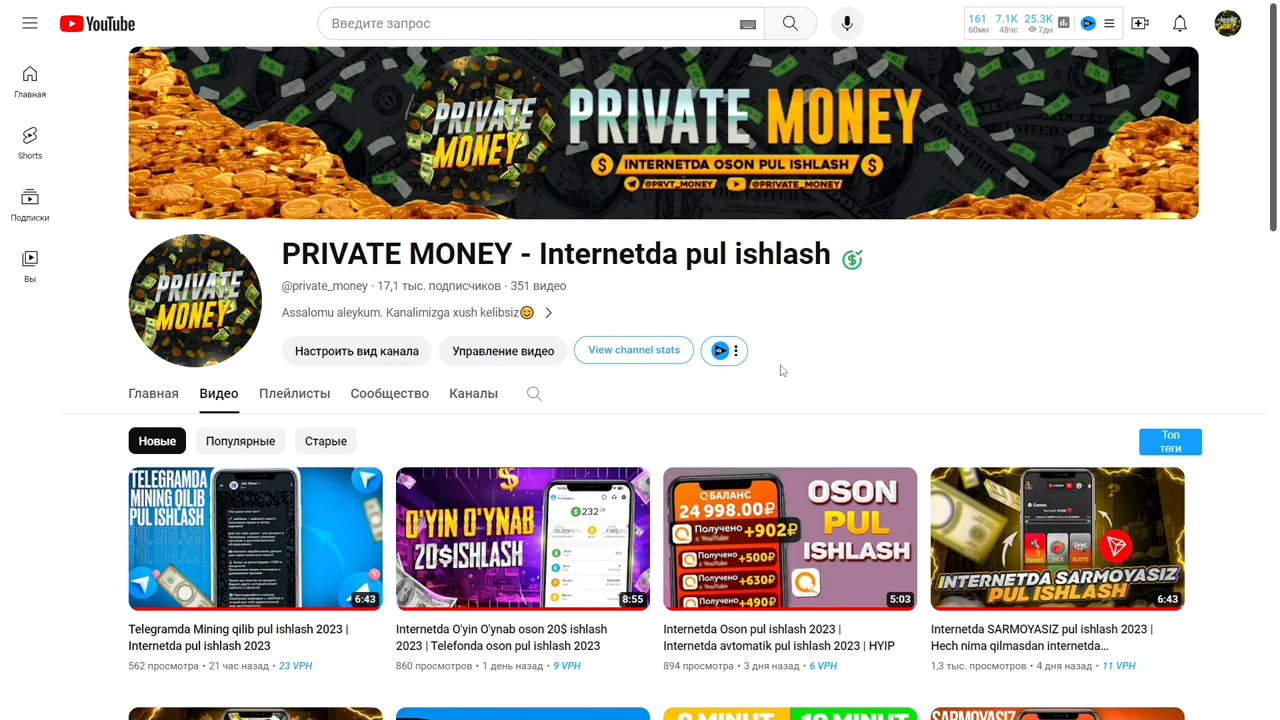 YouTube
Введите запрос
161 7.1K 25.3K
60мн 48чс 7дн
Главная
Shorts
Подписки
Вы
PRIVATE MONEY
PRIVATE MONEY
INTERNETDA OSON PUL ISHLASH
@PRVT_MONEY @PRIVATE_MONEY
PRIVATE MONEY
PRIVATE MONEY - Internetda pul ishlash
@private_money · 17,1 тыс. подписчиков · 351 видео
Assalomu aleykum. Kanalimizga xush kelibsiz😊
Настроить вид канала Управление видео View channel stats
Главная Видео Плейлисты Сообщество Каналы
Новые Популярные Старые
Топ теги
TELEGRAMDA
MINING QILIB
PUL ISHLASH
6:43
O'YIN O'YNAB
20$ISHLASH
8:55
БАЛАНС
24 998.00₽
Получено +902₽
Получено +500₽
Получено +630₽
Получено +490₽
OSON
PUL
ISHLASH
5:03
INTERNETDA SARMOYASIZ
PUL ISHLASH
6:43
Telegramda Mining qilib pul ishlash 2023 |
Internetda pul ishlash 2023
562 просмотра • 21 час назад • 23 VPH
Internetda O'yin O'ynab oson 20$ ishlash
2023 | Telefonda oson pul ishlash 2023
860 просмотров • 1 день назад • 9 VPH
Internetda Oson pul ishlash 2023 |
Internetda avtomatik pul ishlash 2023 | HYIP
894 просмотра • 3 дня назад • 6 VPH
Internetda SARMOYASIZ pul ishlash 2023 |
Hech nima qilmasdan internetda…
1,3 тыс. просмотров • 4 дня назад • 11 VPH